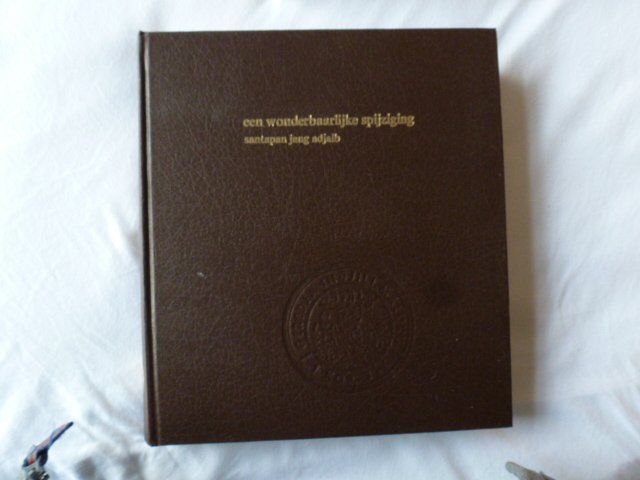 een wonderbaarlijke spijziging
santapan jang adjaib